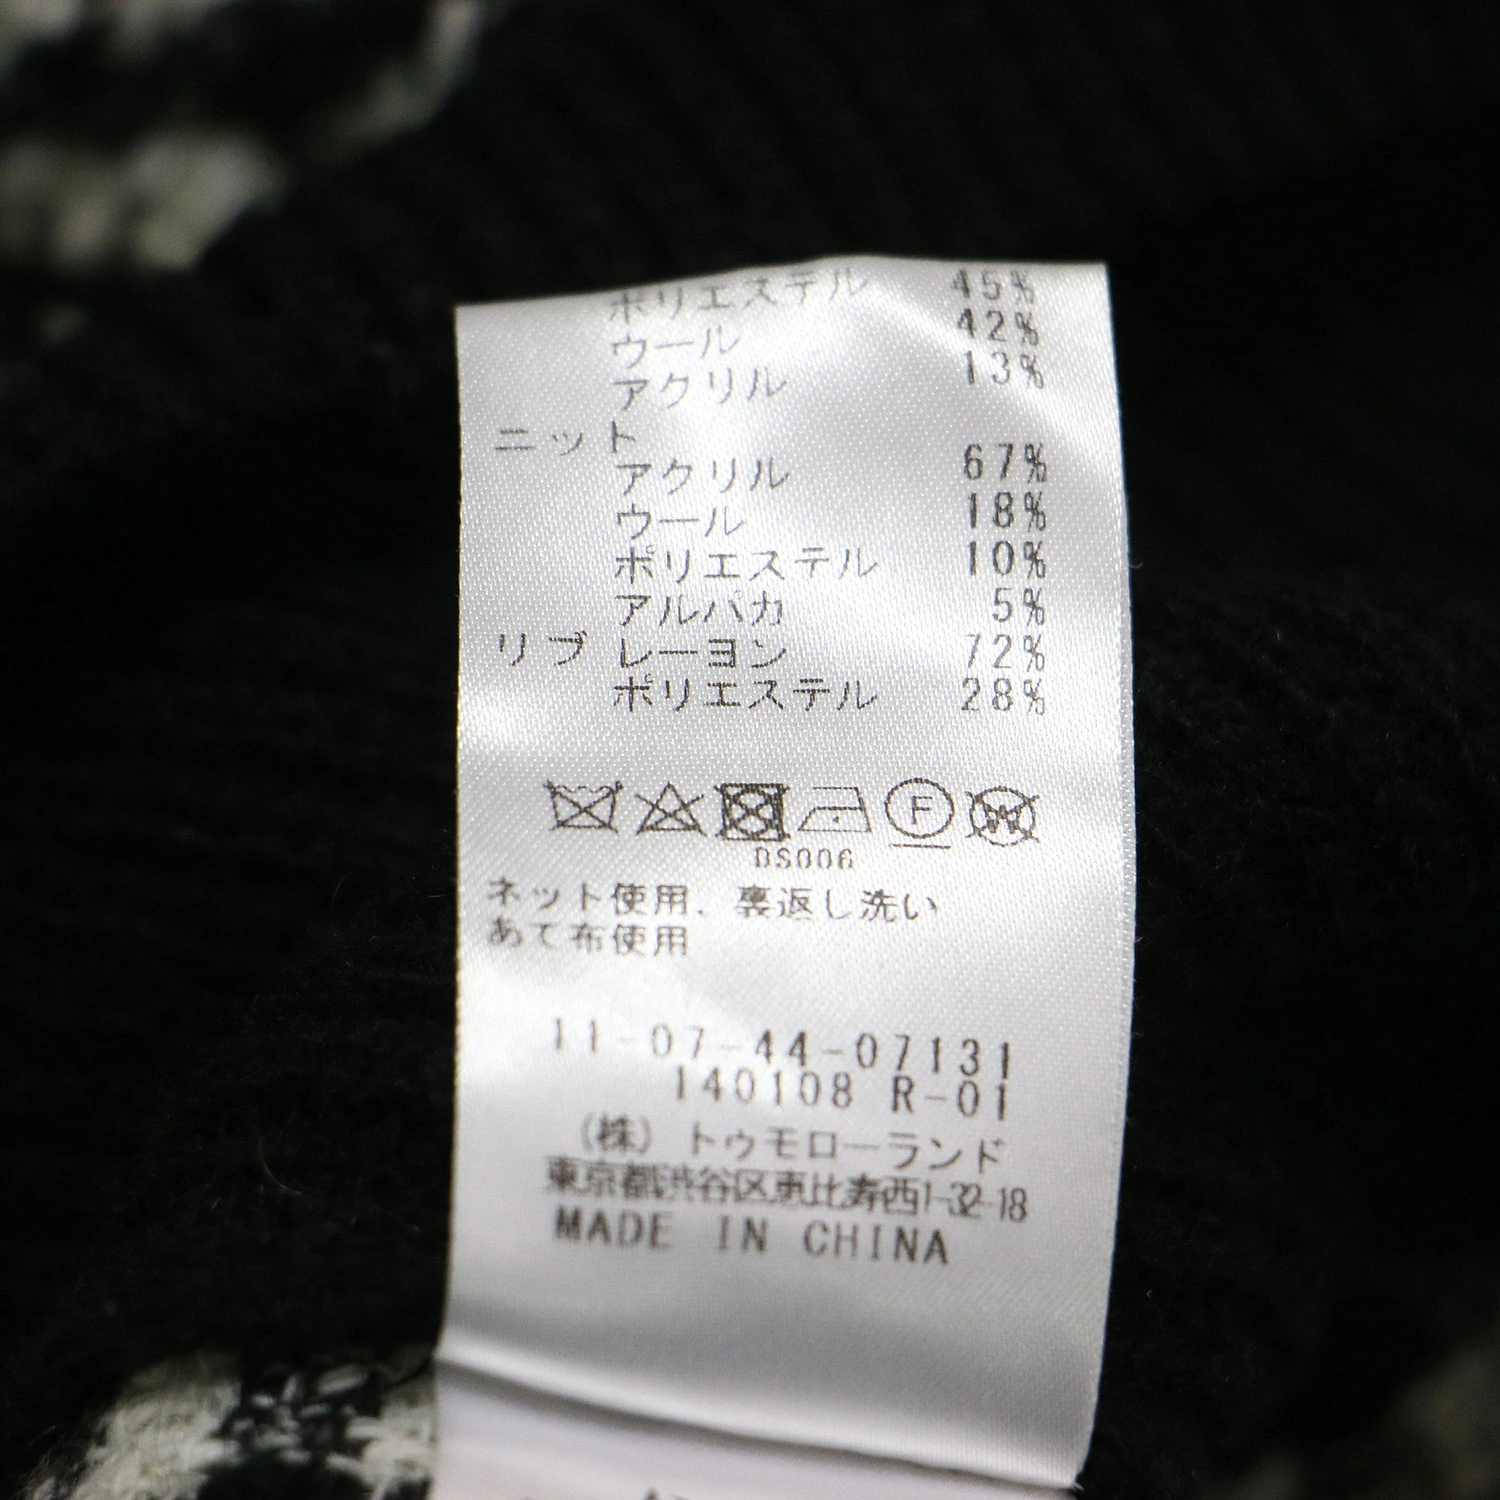 ポリエステル 45%
ウール 42%
アクリル 13%
ニット
アクリル 67%
ウール 18%
ポリエステル 10%
アルパカ 5%
リブ レーヨン 72%
ポリエステル 28%
F W
DS006
ネット使用、裏返し洗い
あて布使用
11-07-44-07131
140108 R-01
(株)トゥモローランド
東京都渋谷区恵比寿西1-32-18
MADE IN CHINA